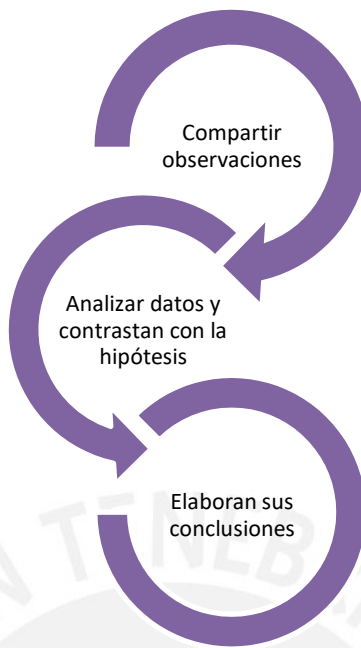 Compartir
observaciones
Analizar datos y
contrastan con la
hipótesis
Elaboran sus
conclusiones